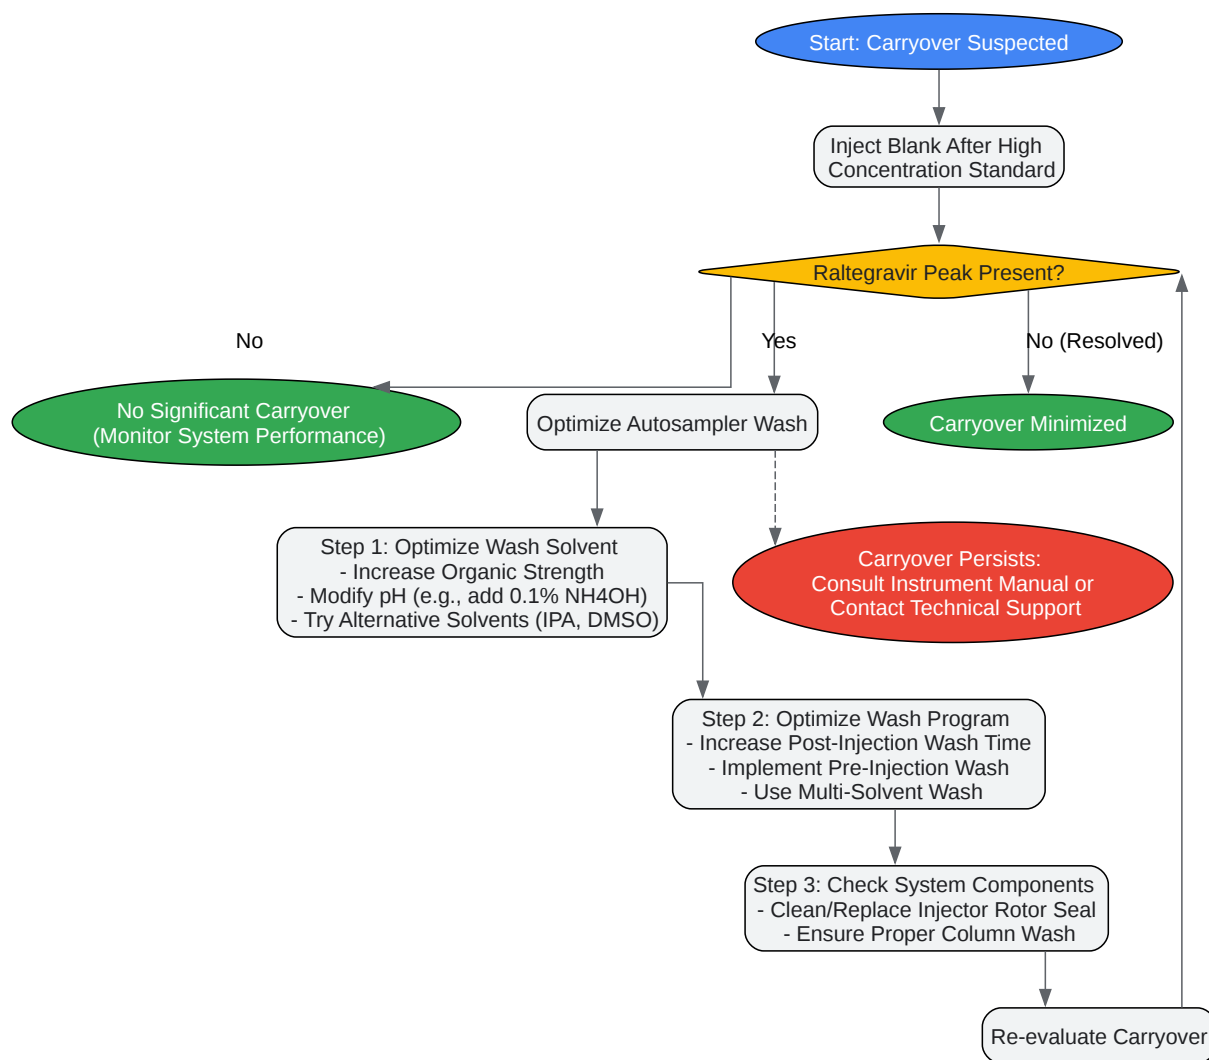 Start: Carryover Suspected
Inject Blank After High
Concentration Standard
Raltegravir Peak Present?
No
Yes
No (Resolved)
No Significant Carryover
(Monitor System Performance)
Optimize Autosampler Wash
Carryover Minimized
Step 1: Optimize Wash Solvent
- Increase Organic Strength
- Modify pH (e.g., add 0.1% NH4OH)
- Try Alternative Solvents (IPA, DMSO)
Carryover Persists:
Consult Instrument Manual or
Contact Technical Support
Step 2: Optimize Wash Program
- Increase Post-Injection Wash Time
- Implement Pre-Injection Wash
- Use Multi-Solvent Wash
Step 3: Check System Components
- Clean/Replace Injector Rotor Seal
- Ensure Proper Column Wash
Re-evaluate Carryover